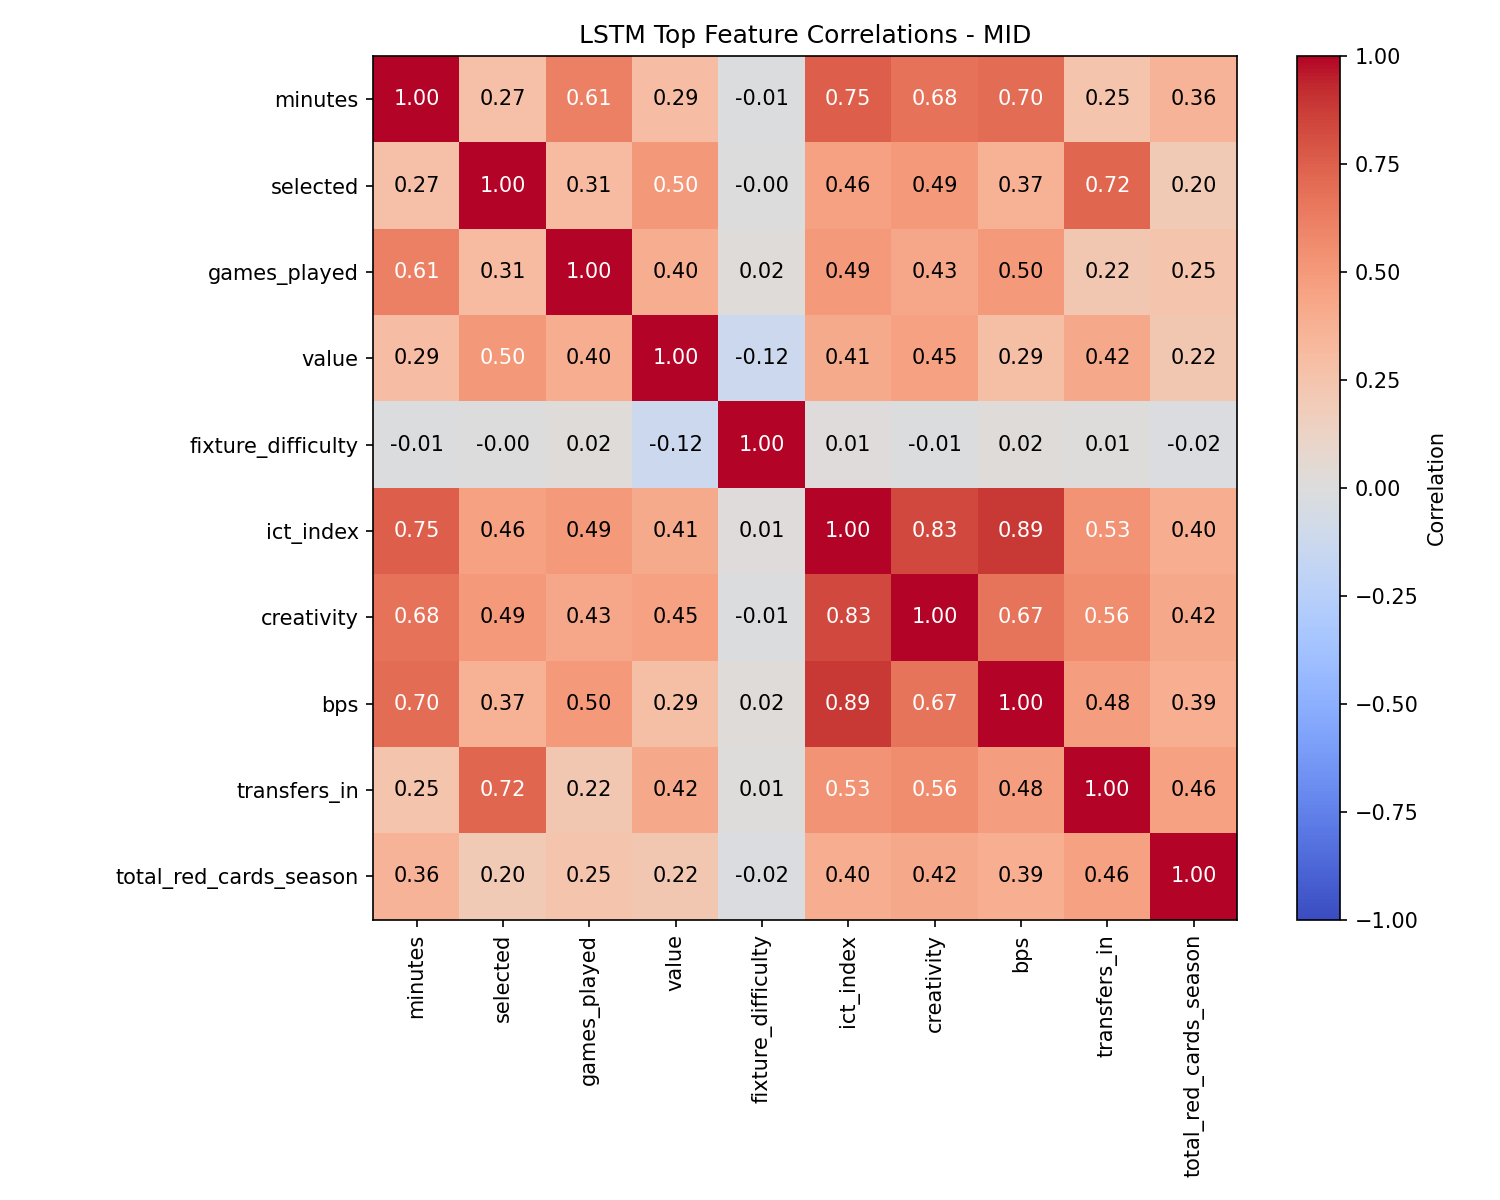 LSTM Top Feature Correlations - MID
minutes 1.00 0.27 0.61 0.29 -0.01 0.75 0.68 0.70 0.25 0.36
selected 0.27 1.00 0.31 0.50 -0.00 0.46 0.49 0.37 0.72 0.20
games_played 0.61 0.31 1.00 0.40 0.02 0.49 0.43 0.50 0.22 0.25
value 0.29 0.50 0.40 1.00 -0.12 0.41 0.45 0.29 0.42 0.22
fixture_difficulty -0.01 -0.00 0.02 -0.12 1.00 0.01 -0.01 0.02 0.01 -0.02
ict_index 0.75 0.46 0.49 0.41 0.01 1.00 0.83 0.89 0.53 0.40
creativity 0.68 0.49 0.43 0.45 -0.01 0.83 1.00 0.67 0.56 0.42
bps 0.70 0.37 0.50 0.29 0.02 0.89 0.67 1.00 0.48 0.39
transfers_in 0.25 0.72 0.22 0.42 0.01 0.53 0.56 0.48 1.00 0.46
total_red_cards_season 0.36 0.20 0.25 0.22 -0.02 0.40 0.42 0.39 0.46 1.00
minutes
selected
games_played
value
fixture_difficulty
ict_index
creativity
bps
transfers_in
total_red_cards_season
1.00
0.75
0.50
0.25
0.00
−0.25
−0.50
−0.75
−1.00
Correlation